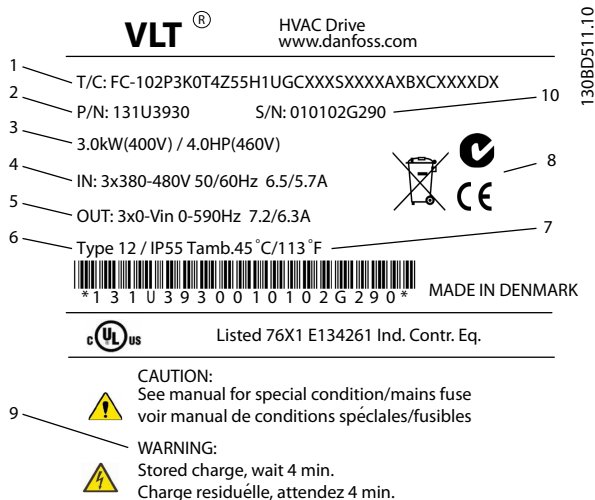 VLT ® HVAC Drive
www.danfoss.com
130BD511.10
1 T/C: FC-102P3K0T4Z55H1UGCXXXSXXXXAXBXCXXXXDX
2 P/N: 131U3930 S/N: 010102G290 10
3 3.0kW(400V) / 4.0HP(460V)
4 IN: 3x380-480V 50/60Hz 6.5/5.7A 8
CE
5 OUT: 3x0-Vin 0-590Hz 7.2/6.3A
6 Type 12 / IP55 Tamb.45˚C/113˚F 7
*131U3930010102G290* MADE IN DENMARK
c UL us Listed 76X1 E134261 Ind. Contr. Eq.
CAUTION:
See manual for special condition/mains fuse
voir manual de conditions spéclales/fusibles
9 WARNING:
Stored charge, wait 4 min.
Charge residuélle, attendez 4 min.